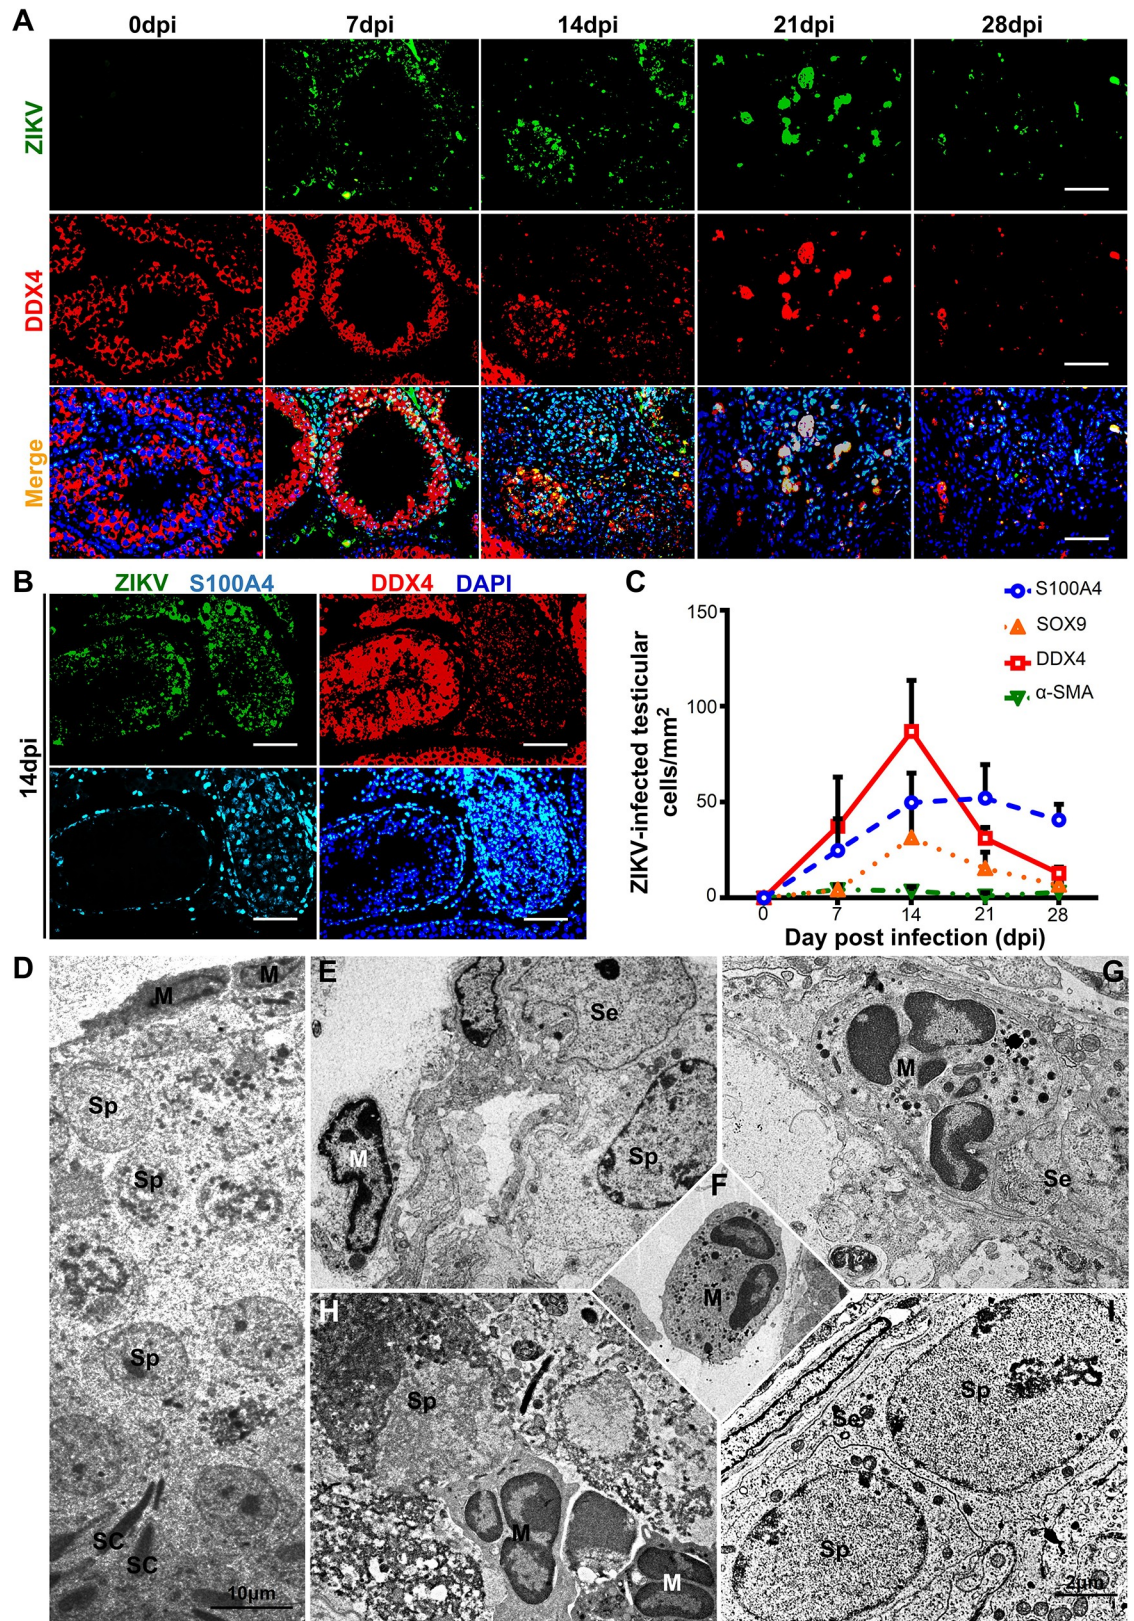 A
0dpi 7dpi 14dpi 21dpi 28dpi
ZIKV
DDX4
Merge
B
ZIKV S100A4 DDX4 DAPI
14dpi
C
S100A4
SOX9
DDX4
α-SMA
150
100
50
0
ZIKV-infected testicular
cells/mm2
0 7 14 21 28
Day post infection (dpi)
D
M M
Sp
Sp
Sp
SC
SC
10μm
E
Se
M
Sp
F
M
G
M
Se
H
Sp
M
M
I
Sp
Se
Sp
2μm